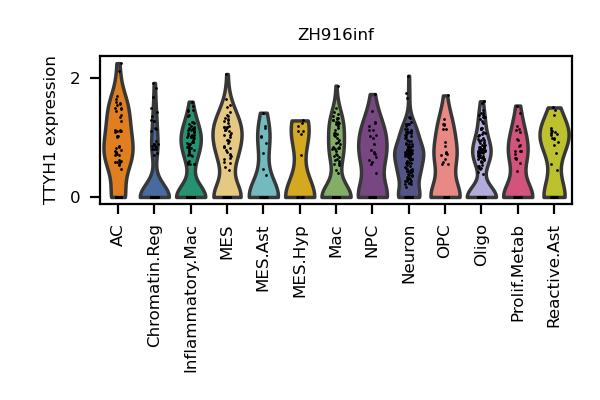 ZH916inf
TTYH1 expression
2
0
AC
Chromatin.Reg
Inflammatory.Mac
MES
MES.Ast
MES.Hyp
Mac
NPC
Neuron
OPC
Oligo
Prolif.Metab
Reactive.Ast